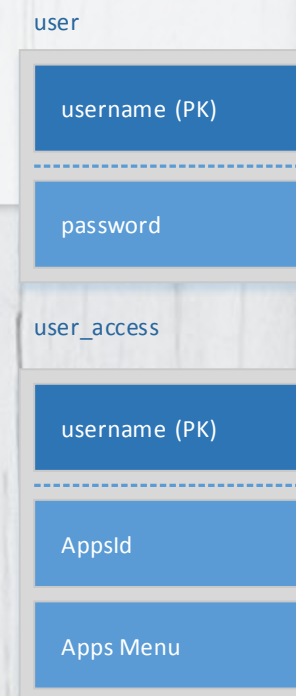 user
username (PK)
password
user_access
username (PK)
AppsId
Apps Menu